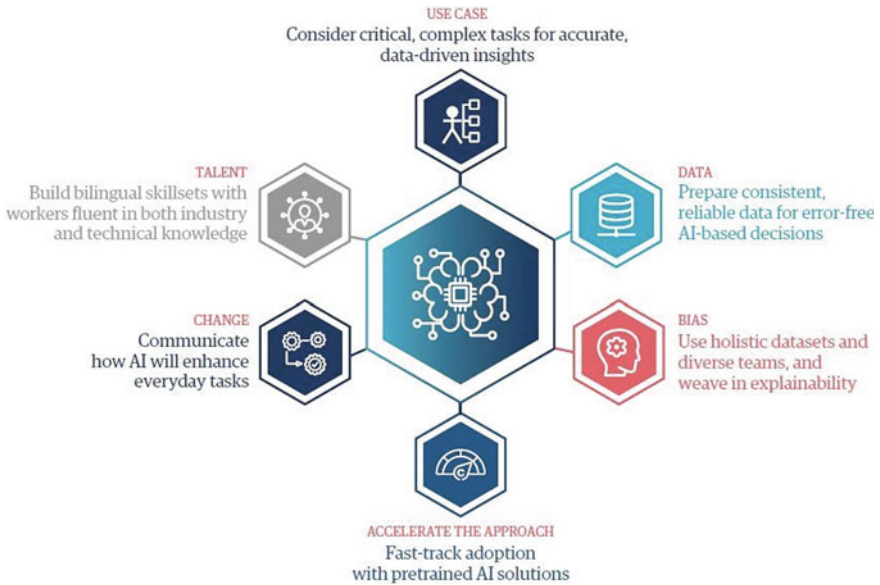 USE CASE
Consider critical, complex tasks for accurate,
data-driven insights
TALENT
Build bilingual skillsets with
workers fluent in both industry
and technical knowledge
DATA
Prepare consistent,
reliable data for error-free
AI-based decisions
CHANGE
Communicate
how AI will enhance
everyday tasks
BIAS
Use holistic datasets and
diverse teams, and
weave in explainability
ACCELERATE THE APPROACH
Fast-track adoption
with pretrained AI solutions